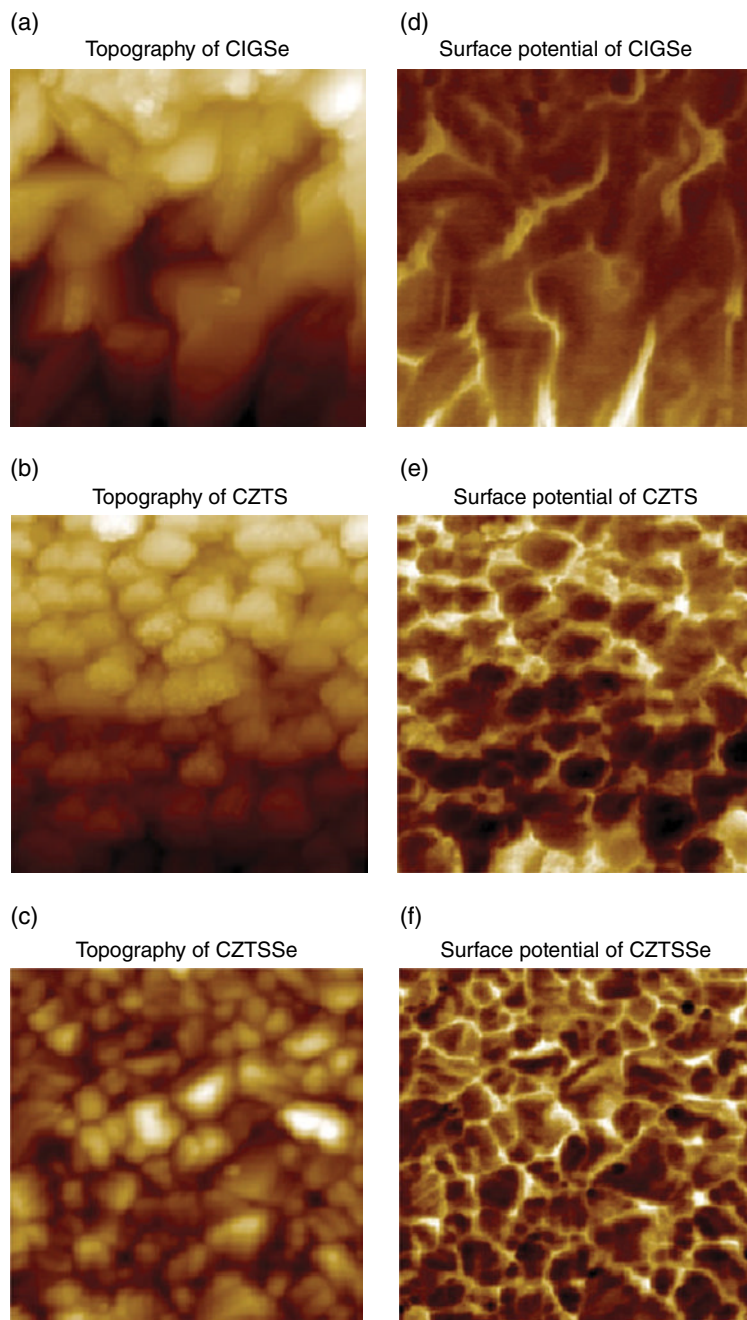 (a)
Topography of CIGSe
(d)
Surface potential of CIGSe
(b)
Topography of CZTS
(e)
Surface potential of CZTS
(c)
Topography of CZTSSe
(f)
Surface potential of CZTSSe